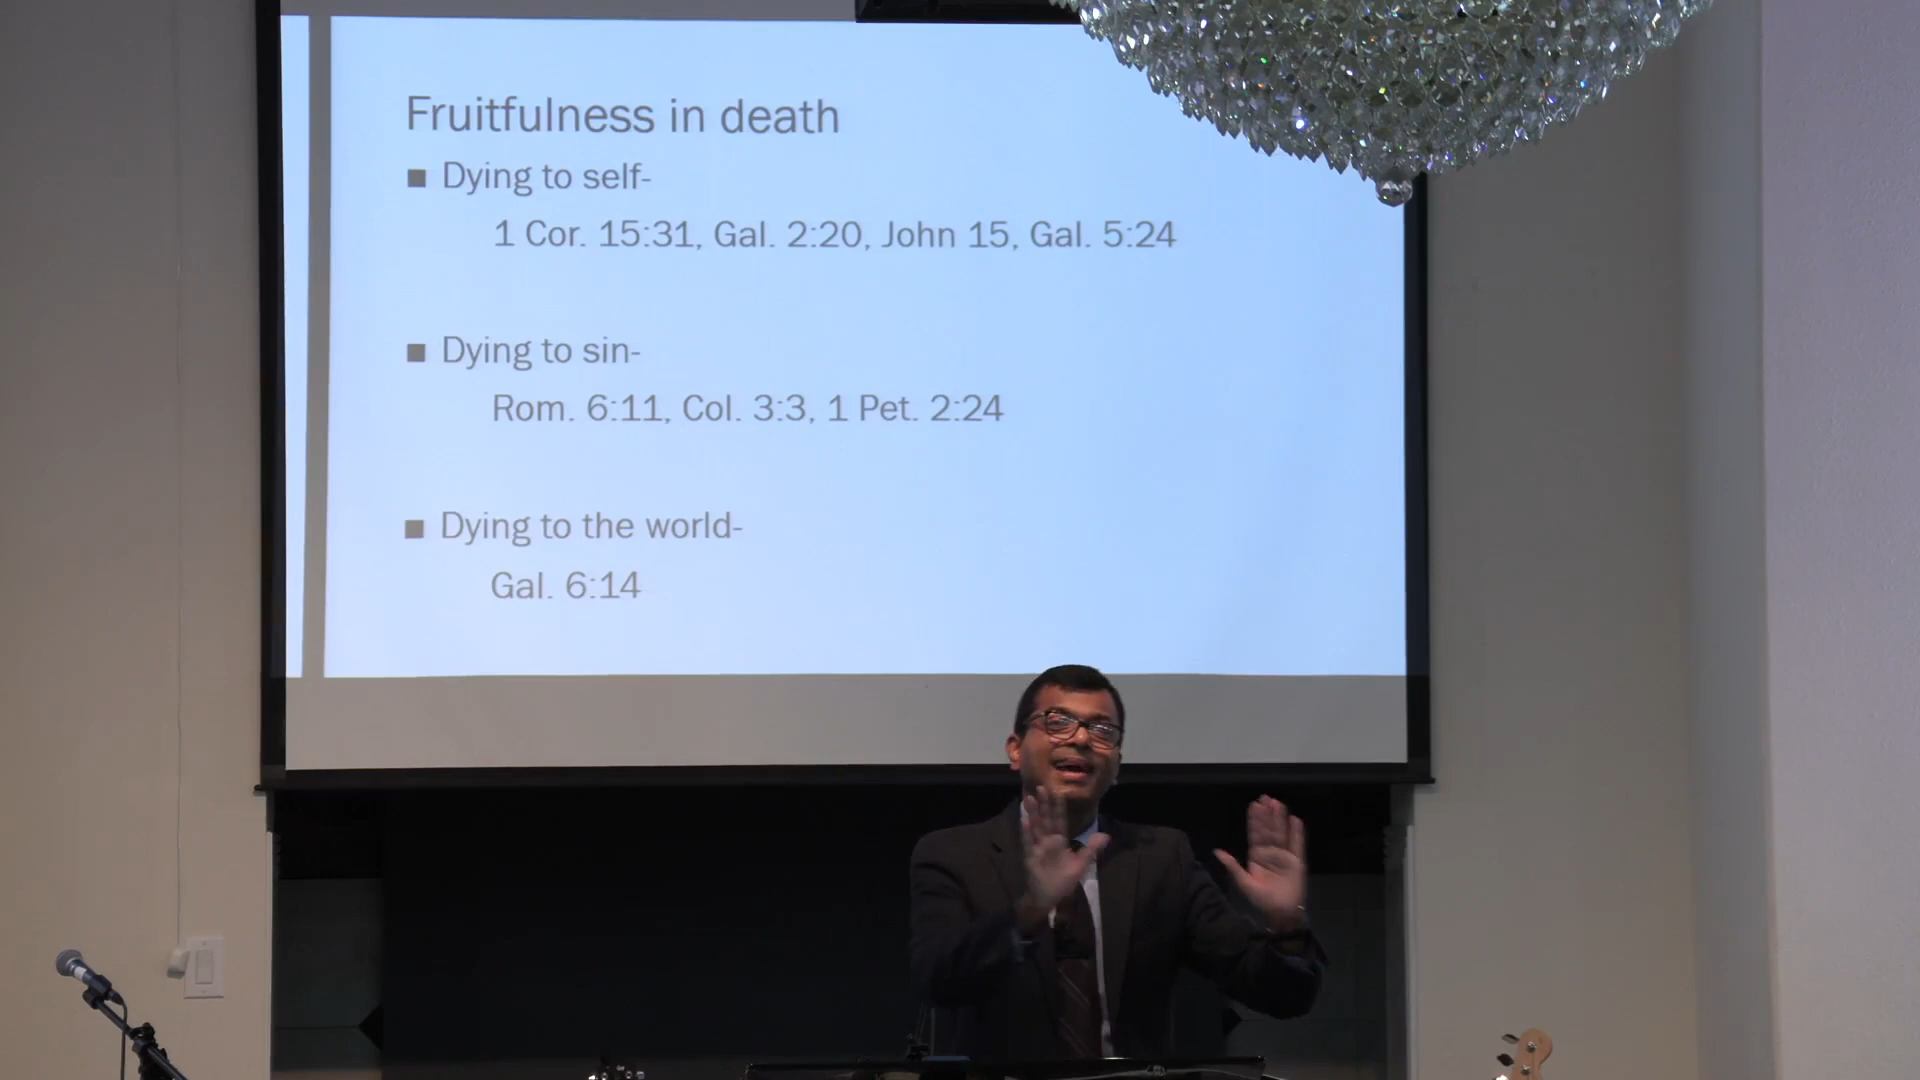 Fruitfulness in death
■ Dying to self-
1 Cor. 15:31, Gal. 2:20, John 15, Gal. 5:24
■ Dying to sin-
Rom. 6:11, Col. 3:3, 1 Pet. 2:24
■ Dying to the world-
Gal. 6:14